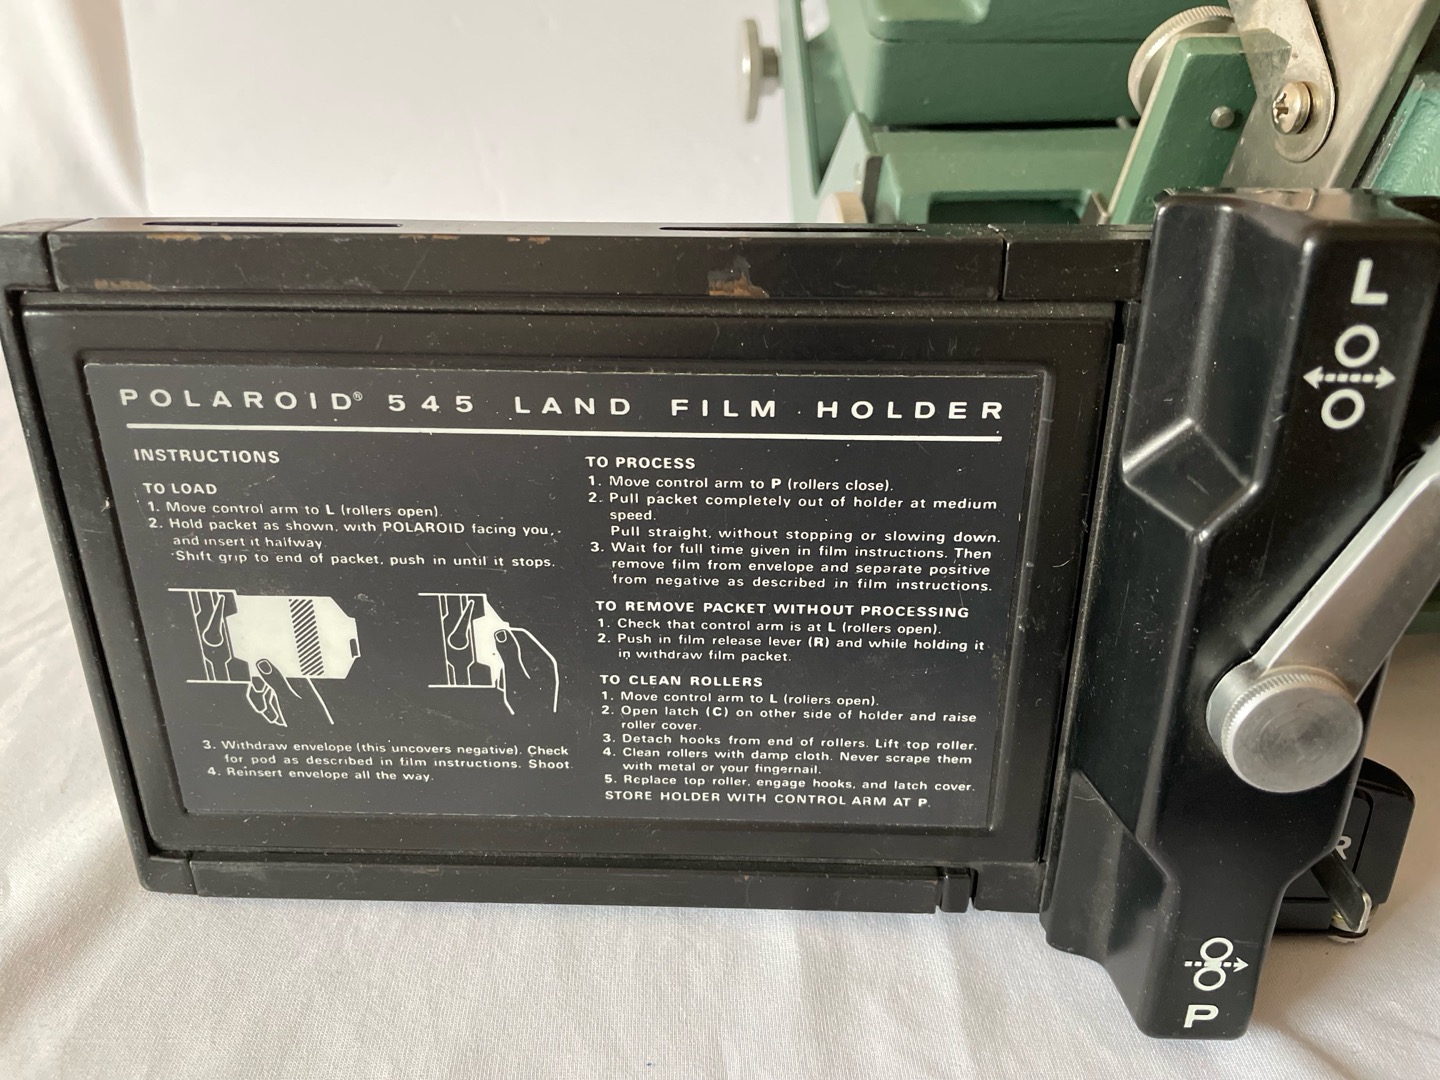 POLAROID® 545 LAND FILM HOLDER
INSTRUCTIONS
TO LOAD
1. Move control arm to L (rollers open).
2. Hold packet as shown, with POLAROID facing you,
and insert it halfway.
Shift grip to end of packet, push in until it stops.
3. Withdraw envelope (this uncovers negative). Check
for pod as described in film instructions. Shoot.
4. Reinsert envelope all the way.
TO PROCESS
1. Move control arm to P (rollers close).
2. Pull packet completely out of holder at medium
speed.
Pull straight, without stopping or slowing down.
3. Wait for full time given in film instructions. Then
remove film from envelope and separate positive
from negative as described in film instructions.
TO REMOVE PACKET WITHOUT PROCESSING
1. Check that control arm is at L (rollers open).
2. Push in film release lever (R) and while holding it
in withdraw film packet.
TO CLEAN ROLLERS
1. Move control arm to L (rollers open).
2. Open latch (C) on other side of holder and raise
roller cover.
3. Detach hooks from end of rollers. Lift top roller.
4. Clean rollers with damp cloth. Never scrape them
with metal or your fingernail.
5. Replace top roller, engage hooks, and latch cover.
STORE HOLDER WITH CONTROL ARM AT P.
L
R
P